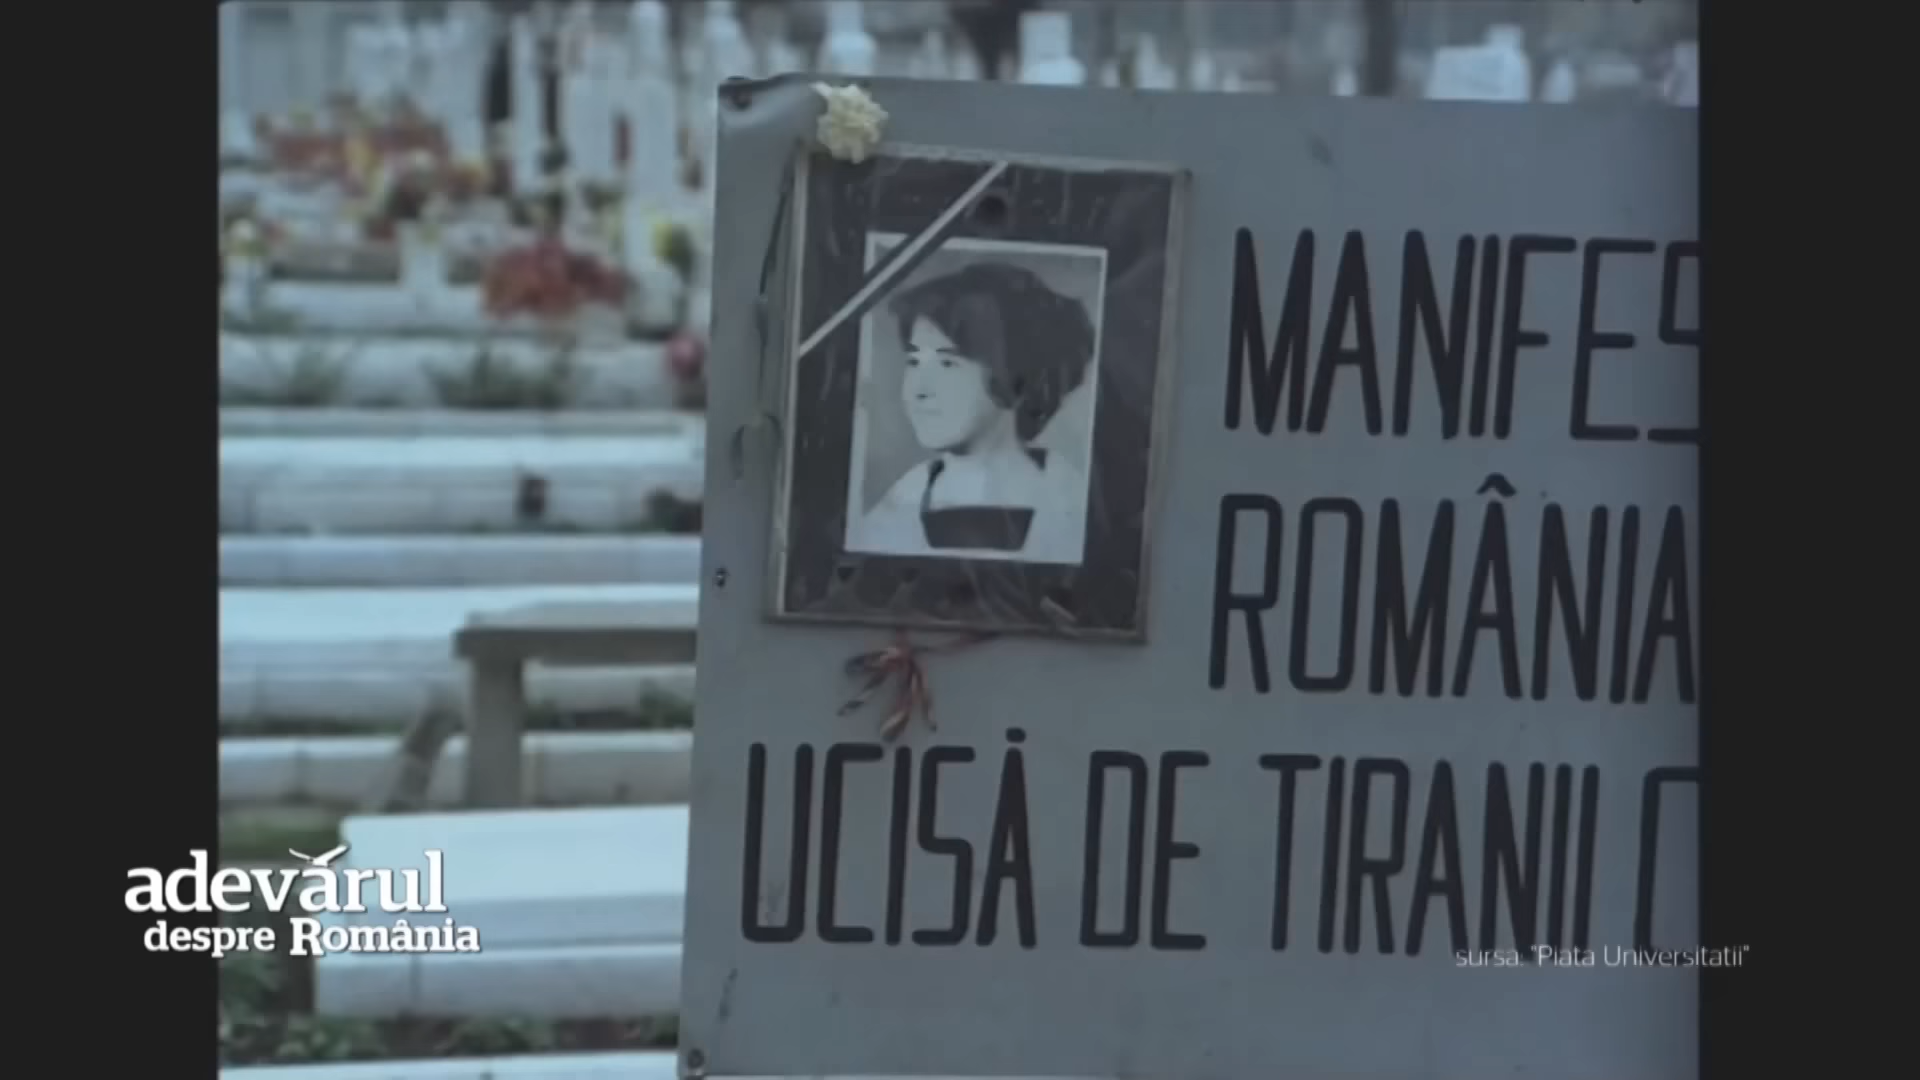 MANIFES
ROMÂNIA
UCISĂ DE TIRANII C
adevărul
despre România
sursa: "Piata Universitatii"